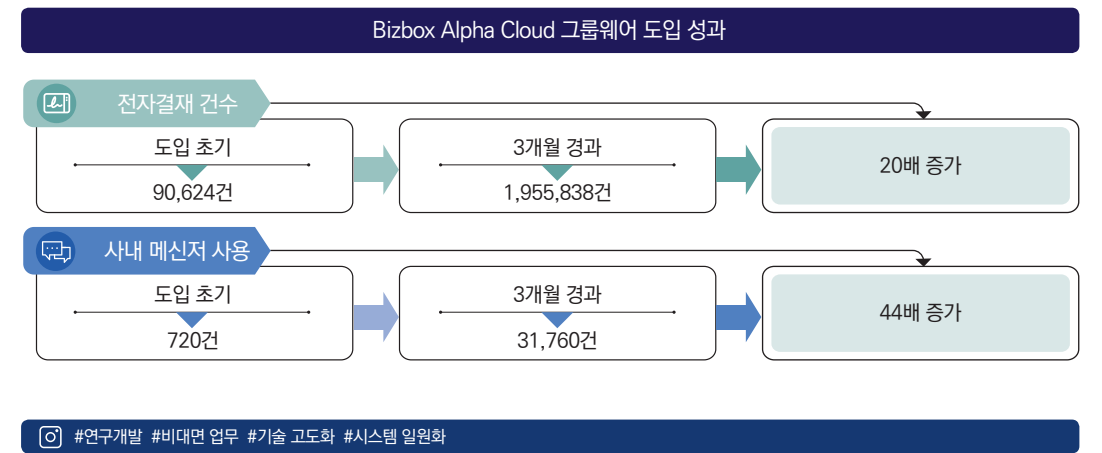 Bizbox Alpha Cloud 그룹웨어 도입 성과
전자결재 건수
도입 초기
90,624건
3개월 경과
1,955,838건
20배 증가
사내 메신저 사용
도입 초기
720건
3개월 경과
31,760건
44배 증가
#연구개발 #비대면 업무 #기술 고도화 #시스템 일원화